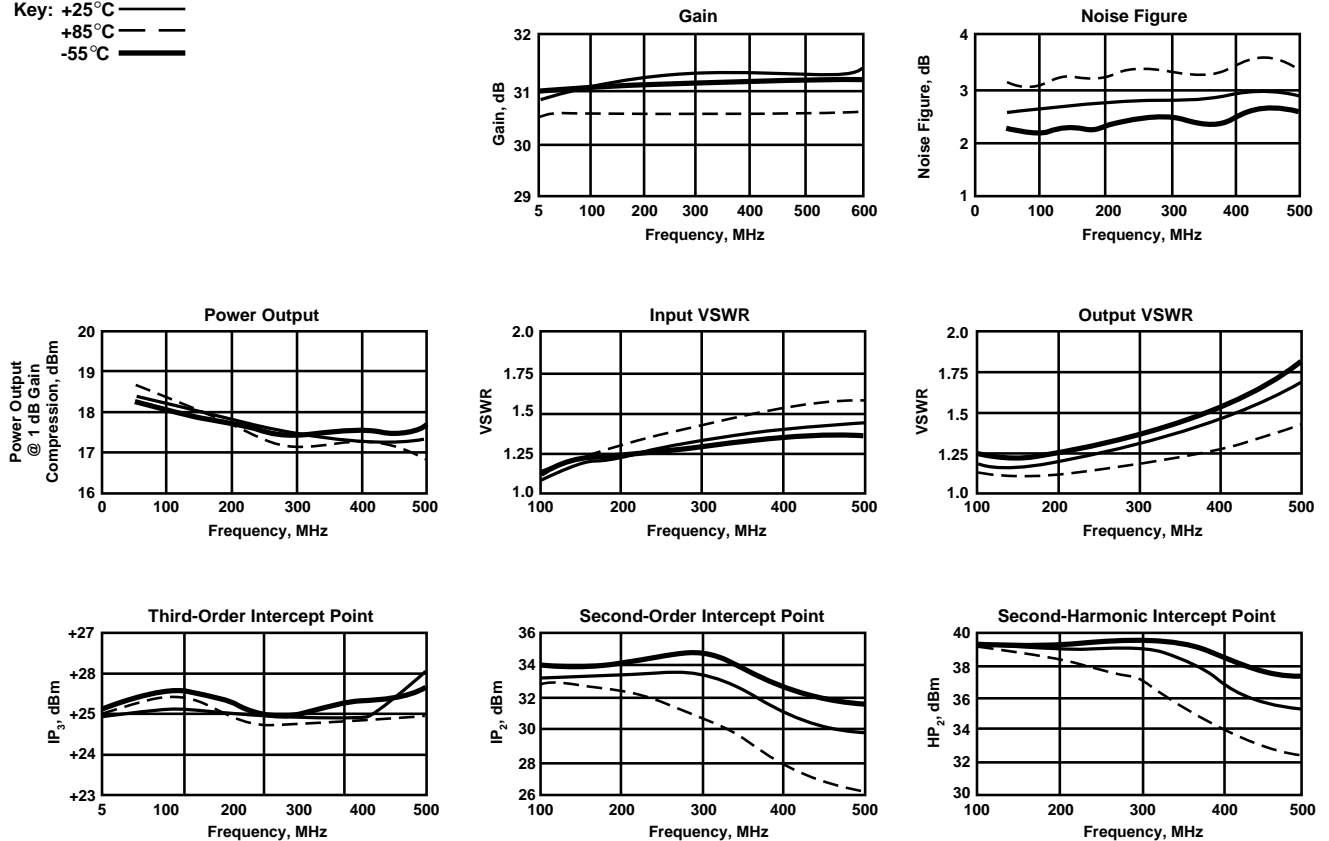 Key: +25°C
+85°C
-55°C
Gain
32
31
30
29
Gain, dB
5 100 200 300 400 500 600
Frequency, MHz
Noise Figure
4
3
2
1
Noise Figure, dB
0 100 200 300 400 500
Frequency, MHz
Power Output
20
19
18
17
16
Power Output
@ 1 dB Gain
Compression, dBm
0 100 200 300 400 500
Frequency, MHz
Input VSWR
2.0
1.75
1.5
1.25
1.0
VSWR
100 200 300 400 500
Frequency, MHz
Output VSWR
2.0
1.75
1.5
1.25
1.0
VSWR
100 200 300 400 500
Frequency, MHz
Third-Order Intercept Point
+27
+28
+25
+24
+23
IP3, dBm
5 100 200 300 400 500
Frequency, MHz
Second-Order Intercept Point
36
34
32
30
28
26
IP2, dBm
100 200 300 400 500
Frequency, MHz
Second-Harmonic Intercept Point
40
38
36
34
32
30
HP2, dBm
100 200 300 400 500
Frequency, MHz